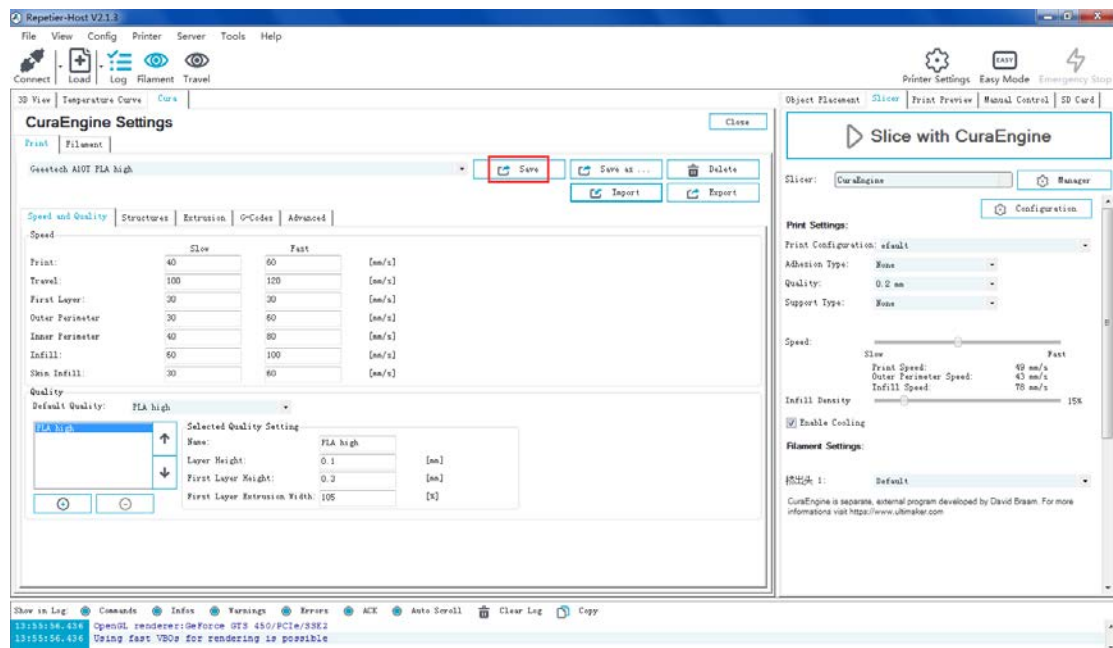 Repetier-Host V2.1.3
File View Config Printer Server Tools Help
Connect Load Log Filament Travel
Printer Settings EASY Easy Mode Emergency Stop
3D View Temperature Curve Cura
Object Placement Slicer Print Preview Manual Control SD Card
CuraEngine Settings
Close
Print Filament
Slice with CuraEngine
Geeetech A10T PLA high
Save Save as ... Delete
Import Export
Slicer: CuraEngine Manager
Configuration
Speed and Quality Structures Extrusion G-Codes Advanced
Speed
Slow Fast
Print: 40 60 [mm/s]
Travel: 100 120 [mm/s]
First Layer: 30 30 [mm/s]
Outer Perimeter 30 60 [mm/s]
Inner Perimeter 40 80 [mm/s]
Infill: 60 100 [mm/s]
Skin Infill: 30 60 [mm/s]
Quality
Default Quality: PLA high
PLA high
Selected Quality Setting
Name: PLA high
Layer Height: 0.1 [mm]
First Layer Height: 0.3 [mm]
First Layer Extrusion Width: 105 [%]
Print Settings:
Print Configuration: efault
Adhesion Type: None
Quality: 0.2 mm
Support Type: None
Speed:
Slow Fast
Print Speed: 49 mm/s
Outer Perimeter Speed: 43 mm/s
Infill Speed: 78 mm/s
Infill Density 15%
Enable Cooling
Filament Settings:
挤出头 1: Default
CuraEngine is separate, external program developed by David Braam. For more
informations visit https://www.ultimaker.com
Show in Log: Commands Infos Warnings Errors ACK Auto Scroll Clear Log Copy
13:55:56.436 OpenGL renderer:GeForce GTS 450/PCIe/SSE2
13:55:56.436 Using fast VBOs for rendering is possible